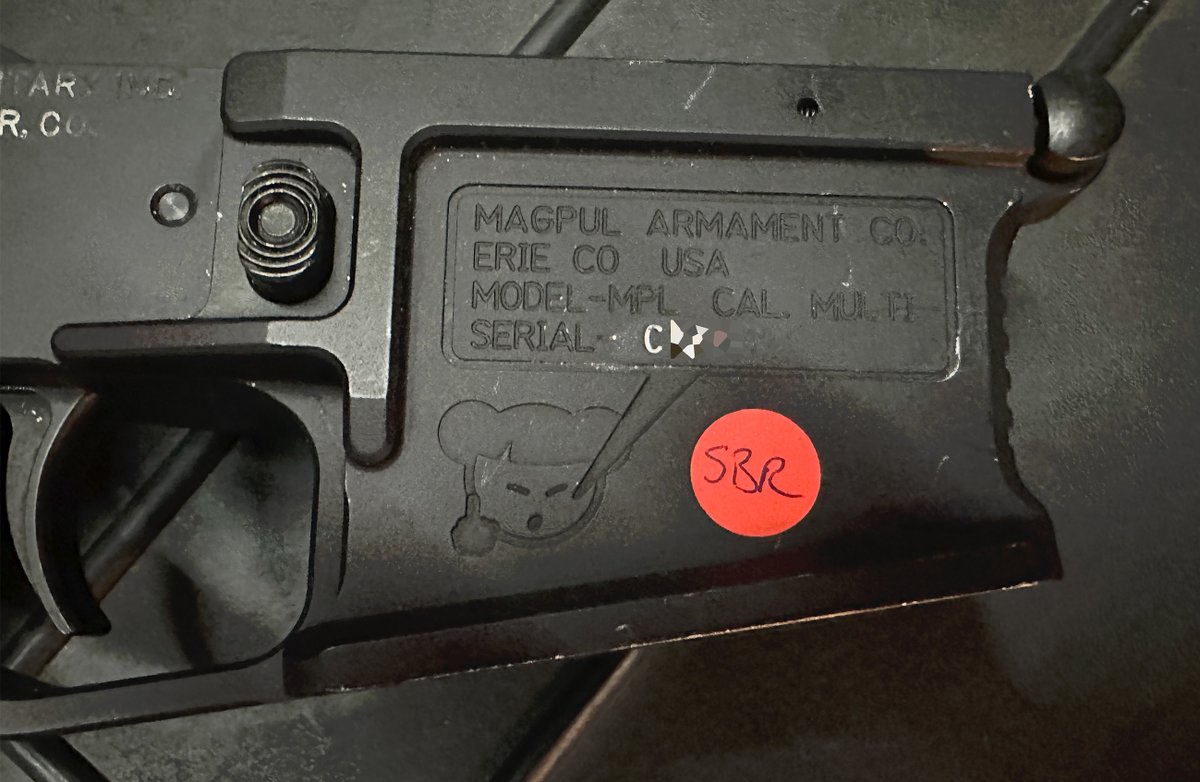 R, CO.
MAGPUL ARMAMENT CO.
ERIE CO USA
MODEL-MPL CAL. MULTI
SERIAL- C
SBR